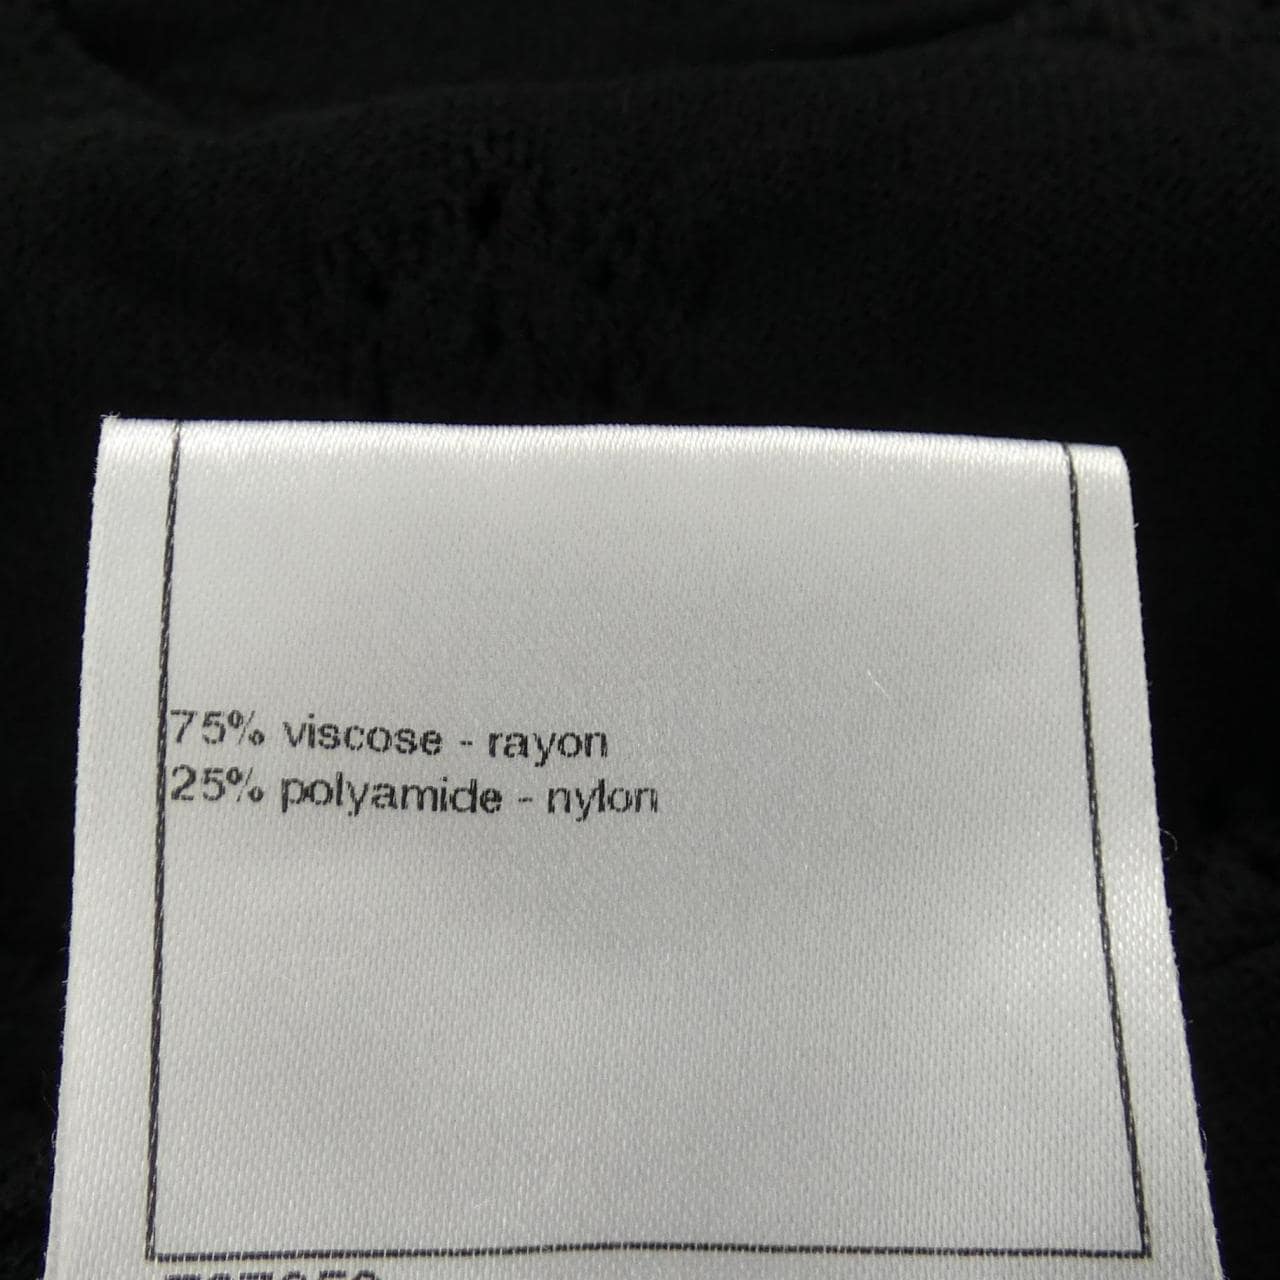 75% viscose - rayon
25% polyamide - nylon